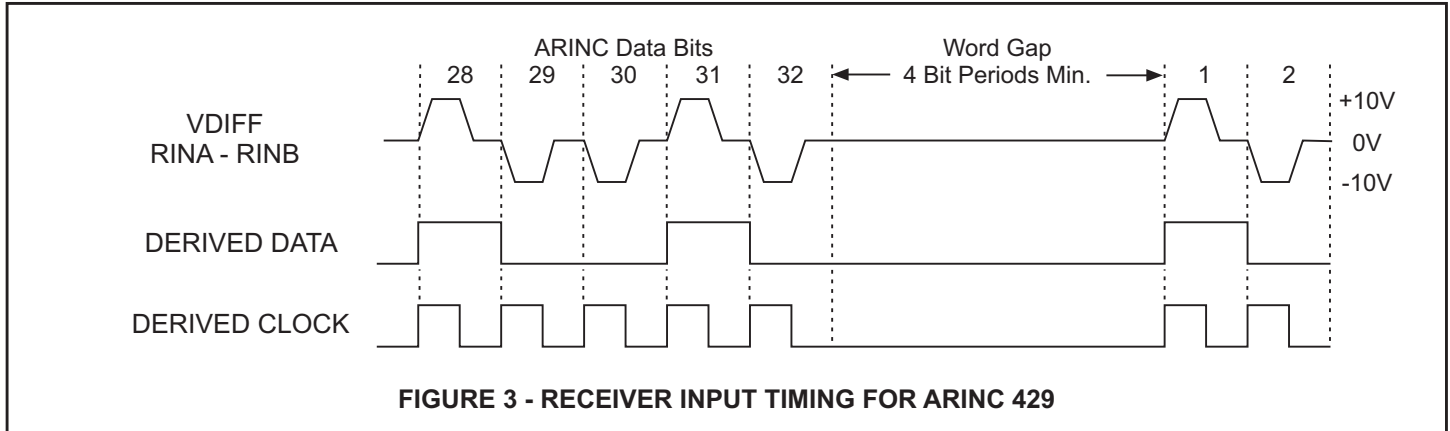 ARINC Data Bits
Word Gap
28 29 30 31 32 4 Bit Periods Min. 1 2
+10V
VDIFF
RINA - RINB
0V
-10V
DERIVED DATA
DERIVED CLOCK
FIGURE 3 - RECEIVER INPUT TIMING FOR ARINC 429